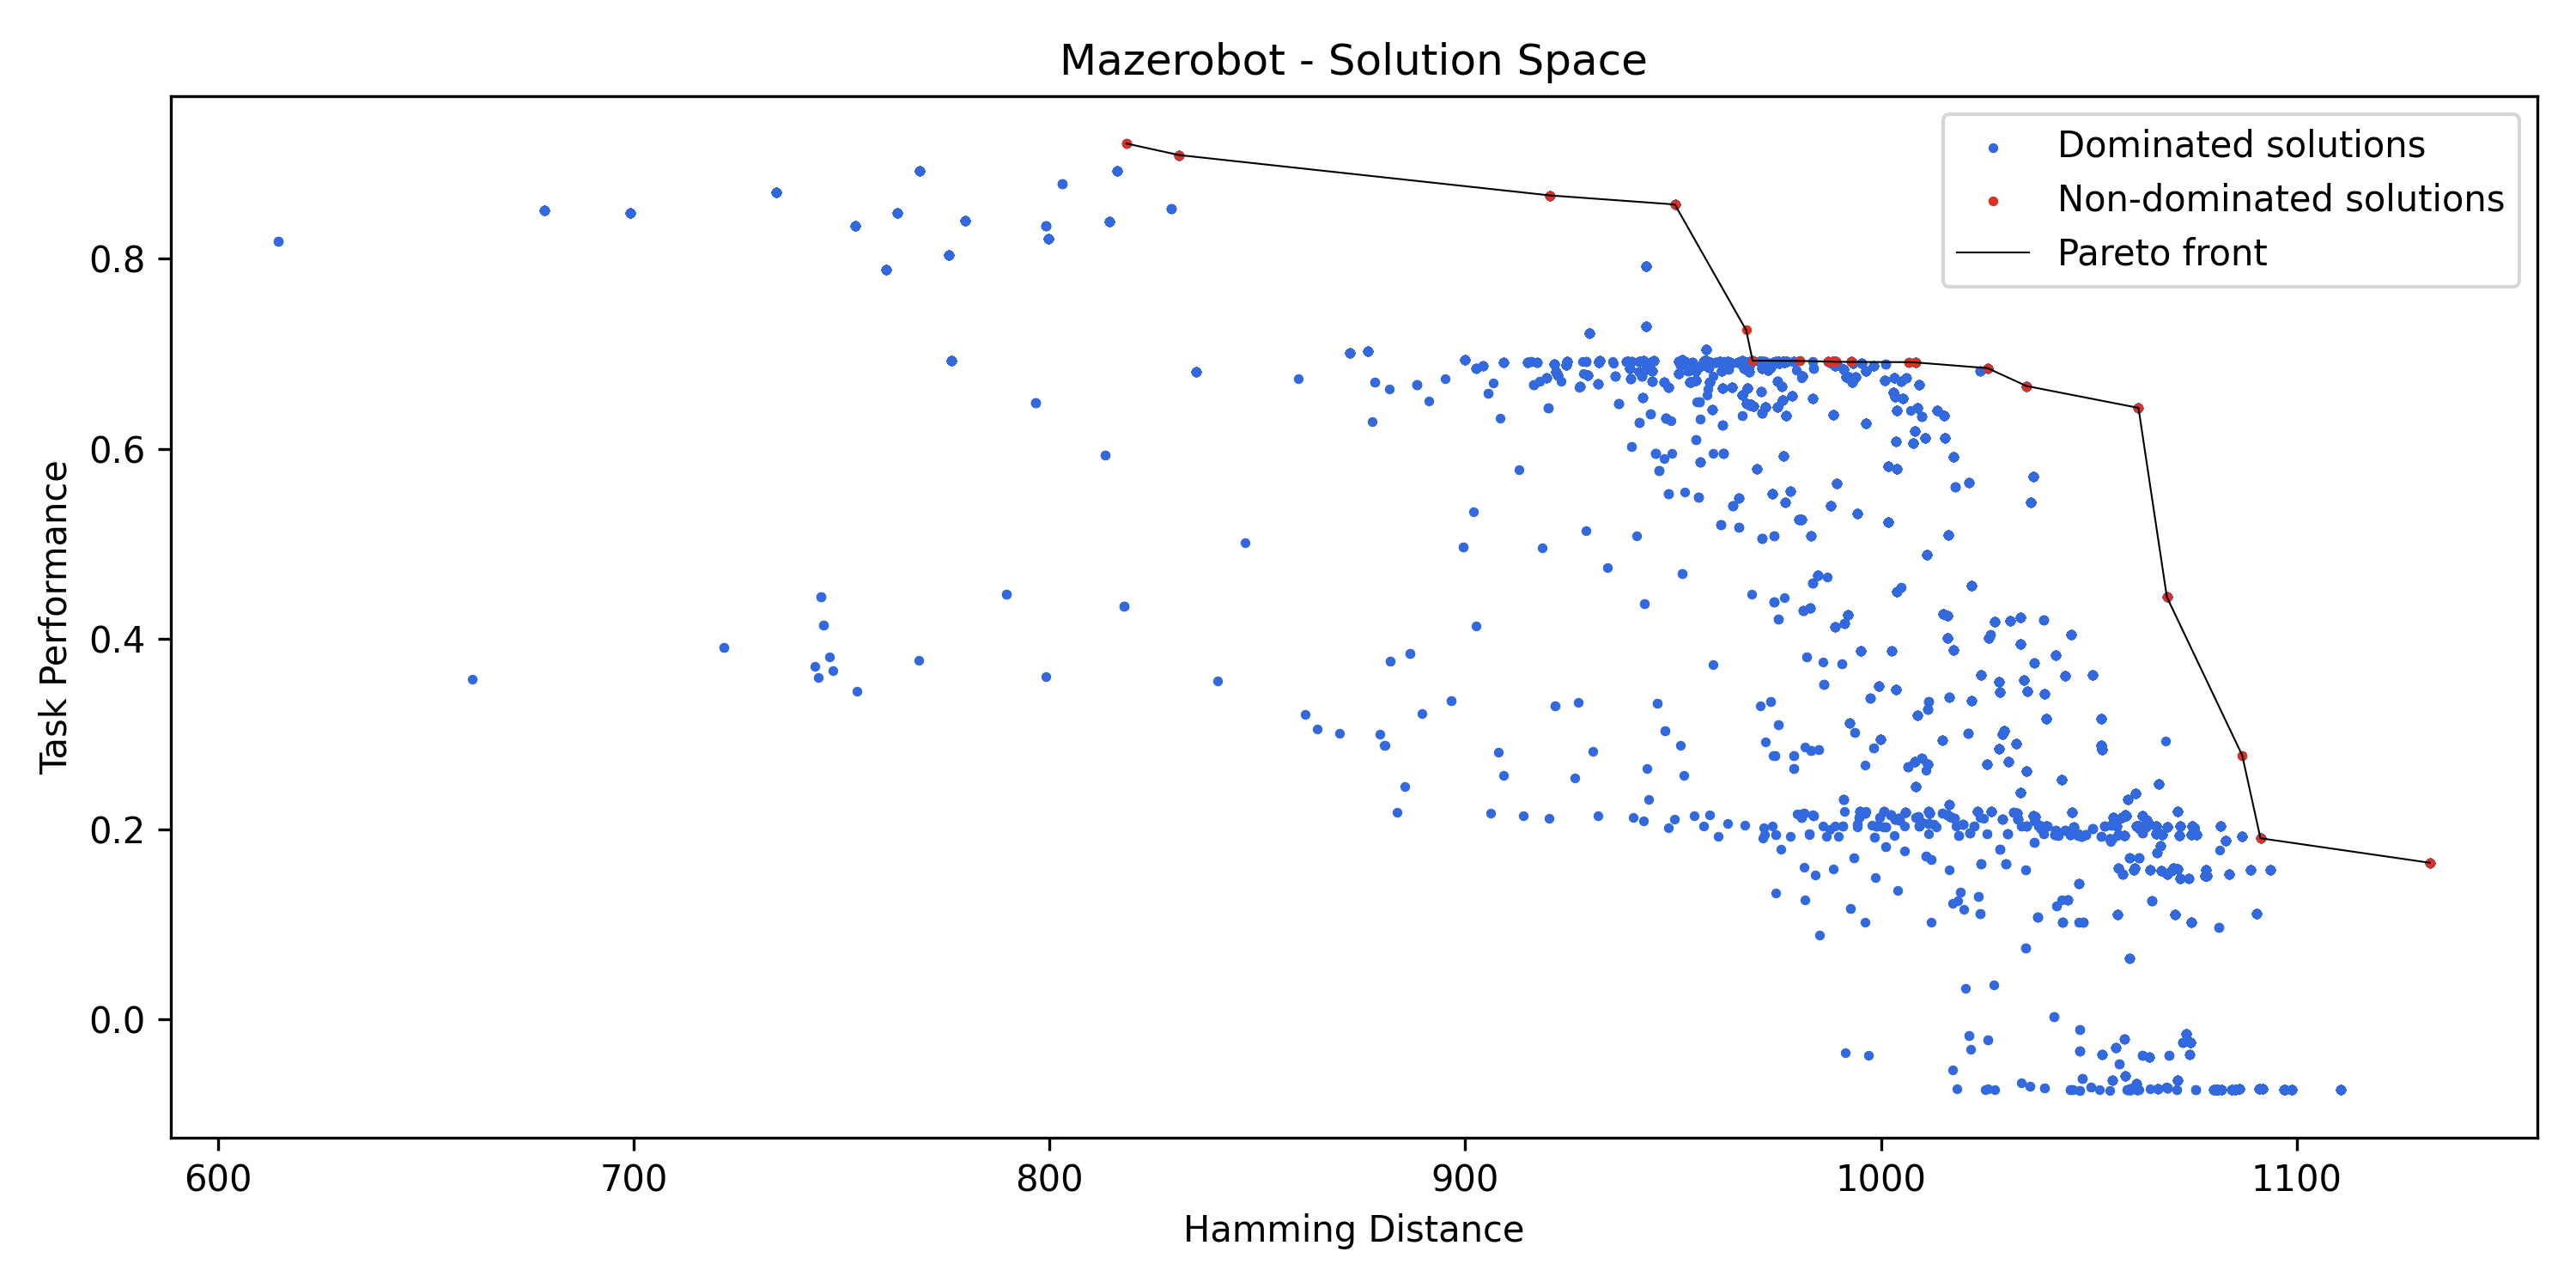 Mazerobot - Solution Space
Dominated solutions
Non-dominated solutions
Pareto front
Task Performance
0.8
0.6
0.4
0.2
0.0
600
700
800
900
1000
1100
Hamming Distance